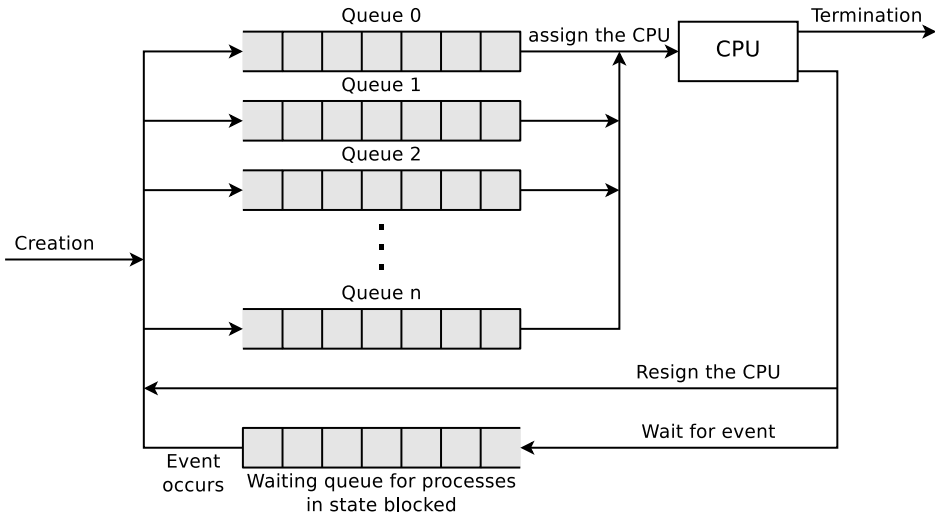 Queue 0
Termination
assign the CPU
CPU
Queue 1
Queue 2
Creation
Queue n
Resign the CPU
Wait for event
Event
occurs
Waiting queue for processes
in state blocked